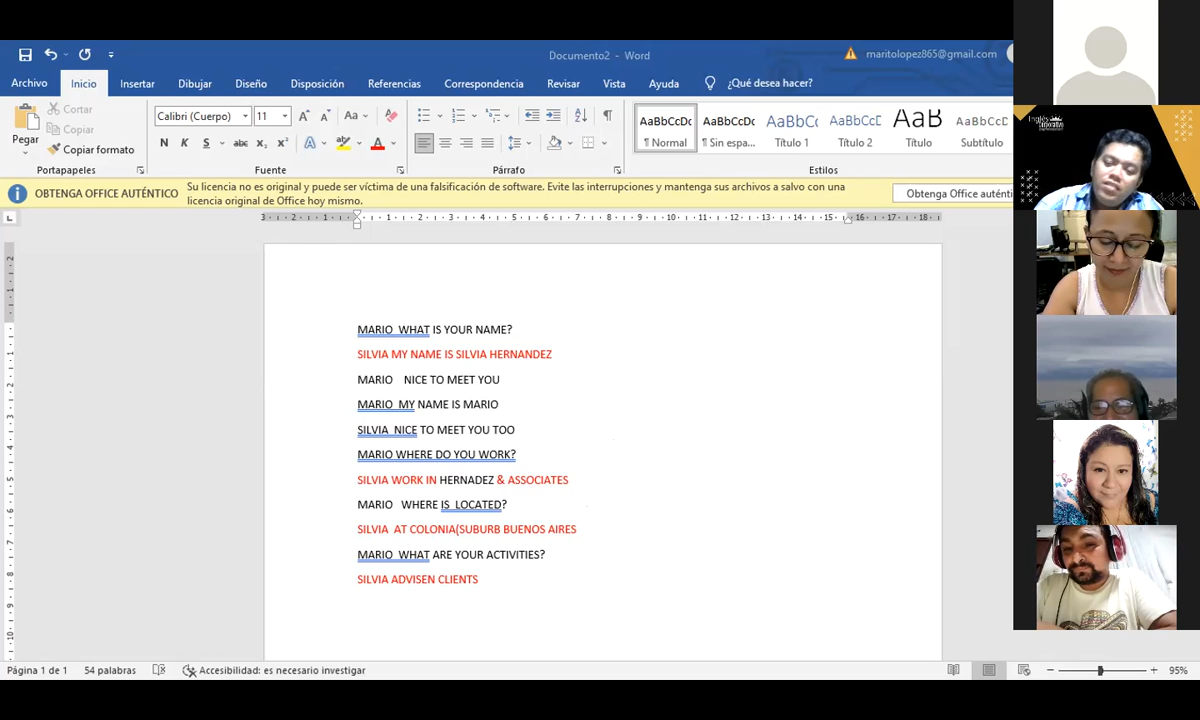 Documento2 - Word
maritolopez865@gmail.com
Archivo Inicio Insertar Dibujar Diseño Disposición Referencias Correspondencia Revisar Vista Ayuda ¿Qué desea hacer?
Pegar
Cortar
Copiar
Copiar formato
Portapapeles
Calibri (Cuerpo) 11
N K S abc x₂ x²
Fuente
Párrafo
AaBbCcDc AaBbCcDc AaBbCc AaBbCcD AaB AaBbCcD
¶ Normal ¶ Sin espa... Título 1 Título 2 Título Subtítulo
Estilos
OBTENGA OFFICE AUTÉNTICO Su licencia no es original y puede ser víctima de una falsificación de software. Evite las interrupciones y mantenga sus archivos a salvo con una
licencia original de Office hoy mismo.
Obtenga Office auténti
MARIO WHAT IS YOUR NAME?
SILVIA MY NAME IS SILVIA HERNANDEZ
MARIO NICE TO MEET YOU
MARIO MY NAME IS MARIO
SILVIA NICE TO MEET YOU TOO
MARIO WHERE DO YOU WORK?
SILVIA WORK IN HERNADEZ & ASSOCIATES
MARIO WHERE IS LOCATED?
SILVIA AT COLONIA(SUBURB BUENOS AIRES
MARIO WHAT ARE YOUR ACTIVITIES?
SILVIA ADVISEN CLIENTS
Página 1 de 1 54 palabras Accesibilidad: es necesario investigar 95%